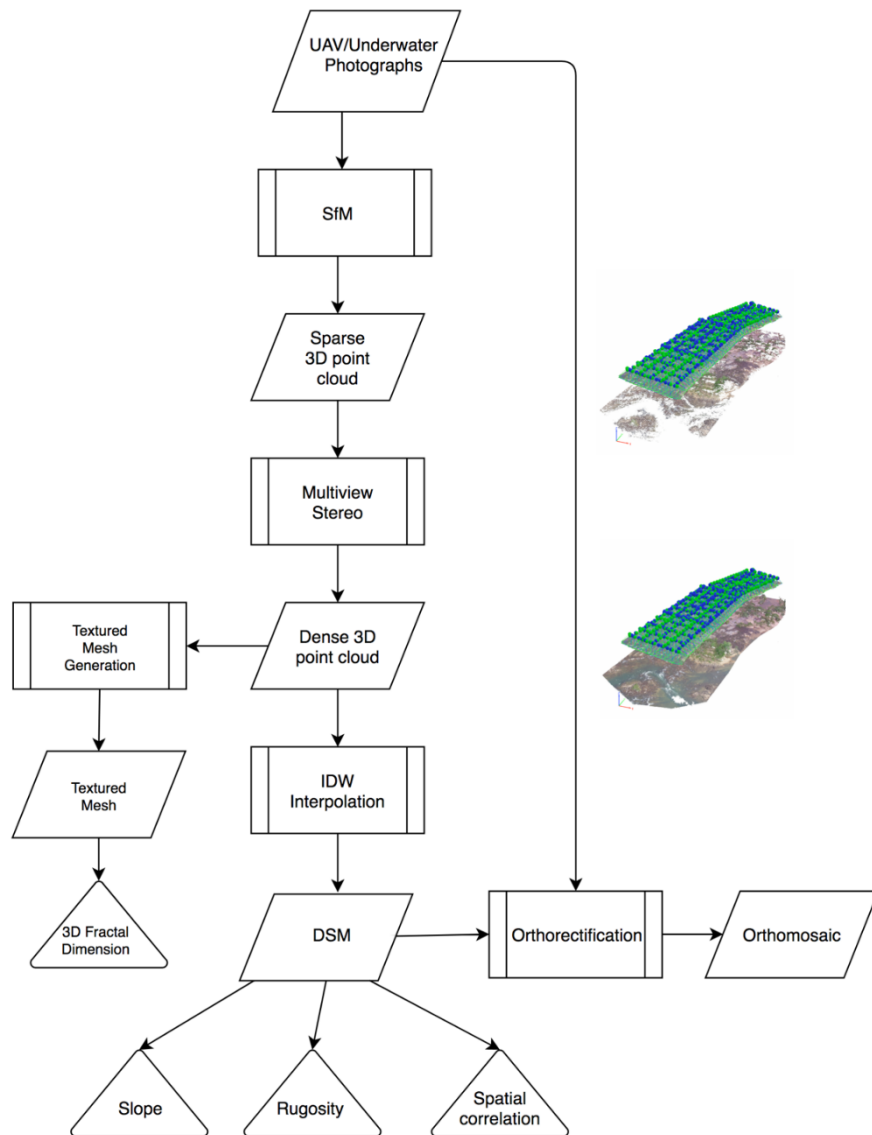 UAV/Underwater
Photographs
SfM
Sparse
3D point
cloud
Multiview
Stereo
Textured
Mesh
Generation
Dense 3D
point cloud
Textured
Mesh
IDW
Interpolation
3D Fractal
Dimension
DSM
Orthorectification
Orthomosaic
Slope
Rugosity
Spatial
correlation